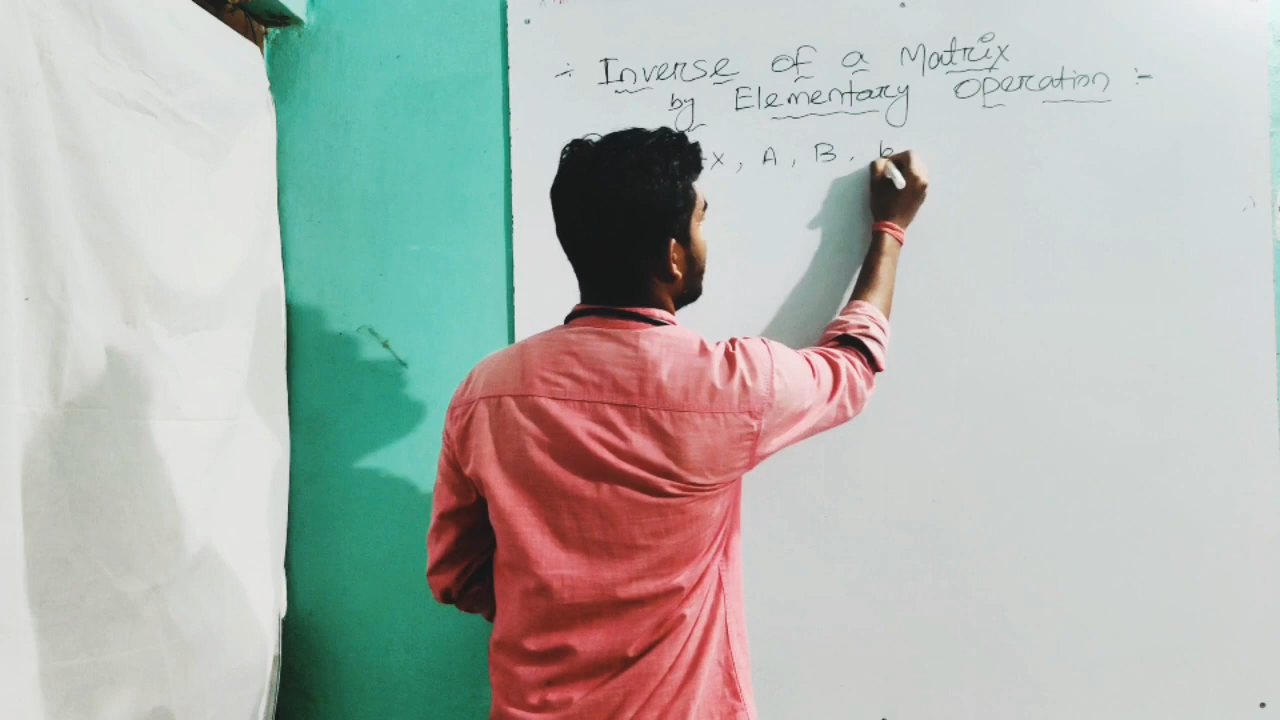 ÷ Inverse of a Matrix
by Elementary Operation :-
x, A, B.